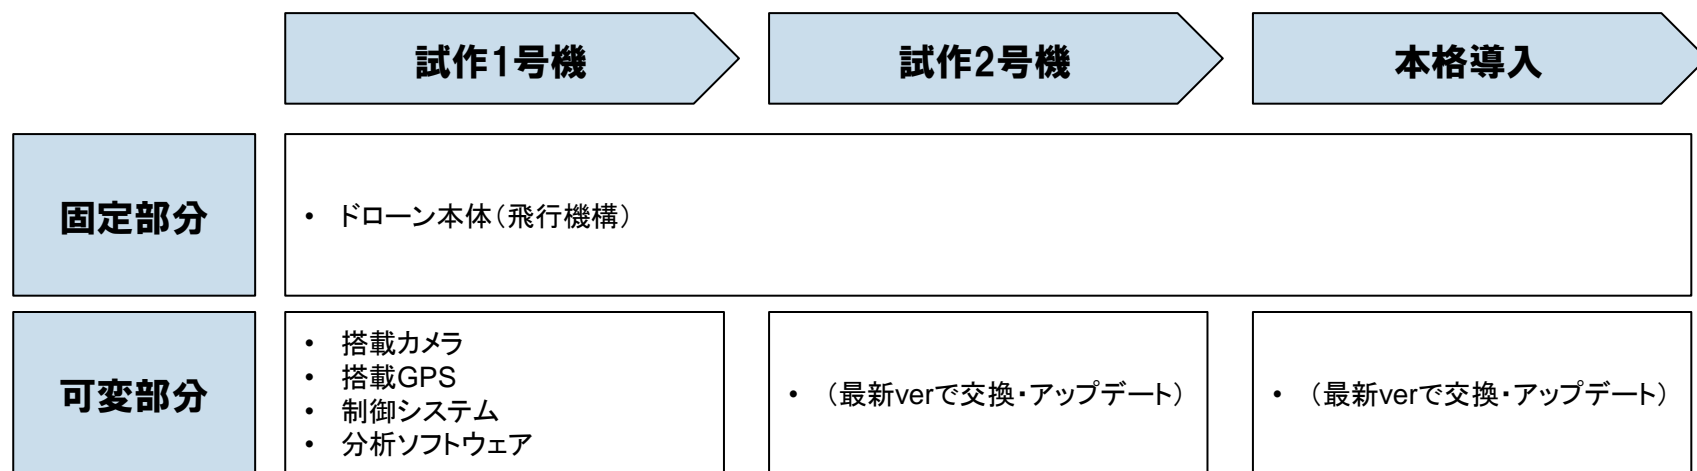 試作1号機
試作2号機
本格導入
固定部分
• ドローン本体（飛行機構）
可変部分
• 搭載カメラ
• 搭載GPS
• 制御システム
• 分析ソフトウェア
• （最新verで交換・アップデート）
• （最新verで交換・アップデート）